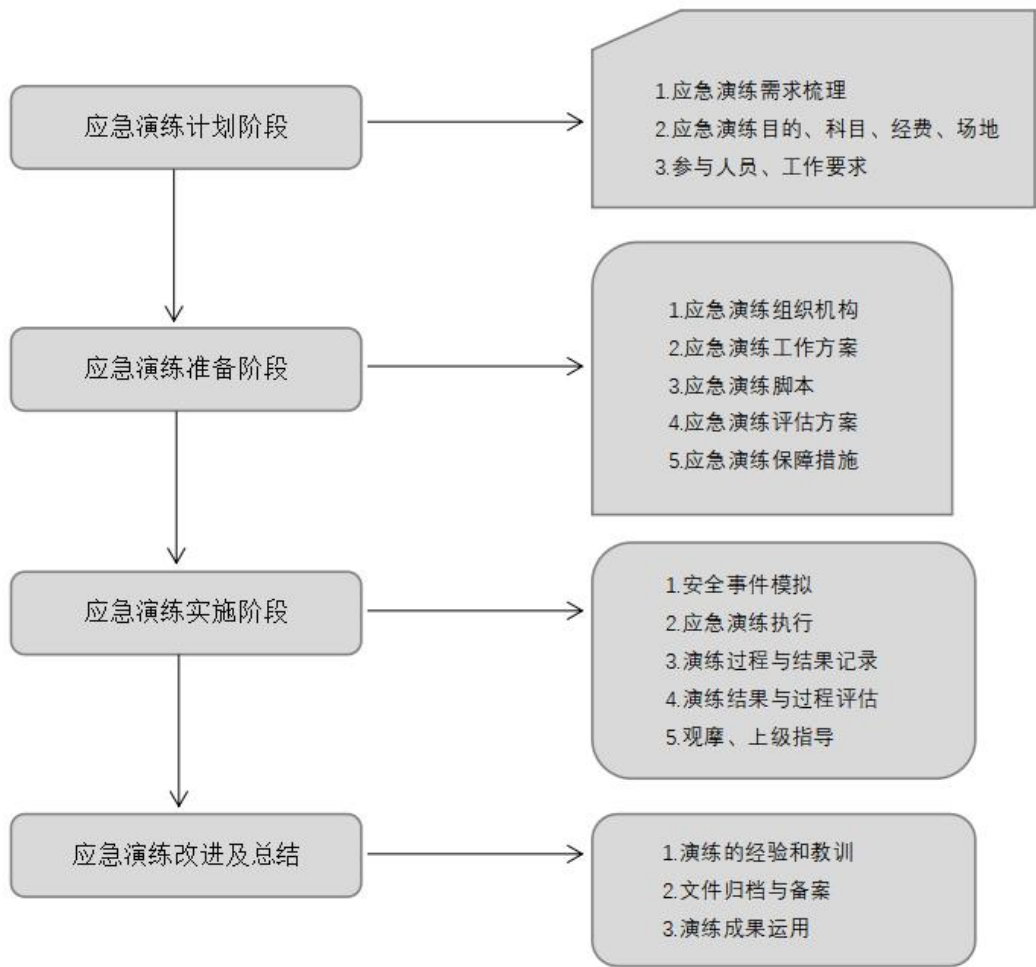 应急演练计划阶段
1.应急演练需求梳理
2.应急演练目的、科目、经费、场地
3.参与人员、工作要求
应急演练准备阶段
1.应急演练组织机构
2.应急演练工作方案
3.应急演练脚本
4.应急演练评估方案
5.应急演练保障措施
应急演练实施阶段
1.安全事件模拟
2.应急演练执行
3.演练过程与结果记录
4.演练结果与过程评估
5.观摩、上级指导
应急演练改进及总结
1.演练的经验和教训
2.文件归档与备案
3.演练成果运用